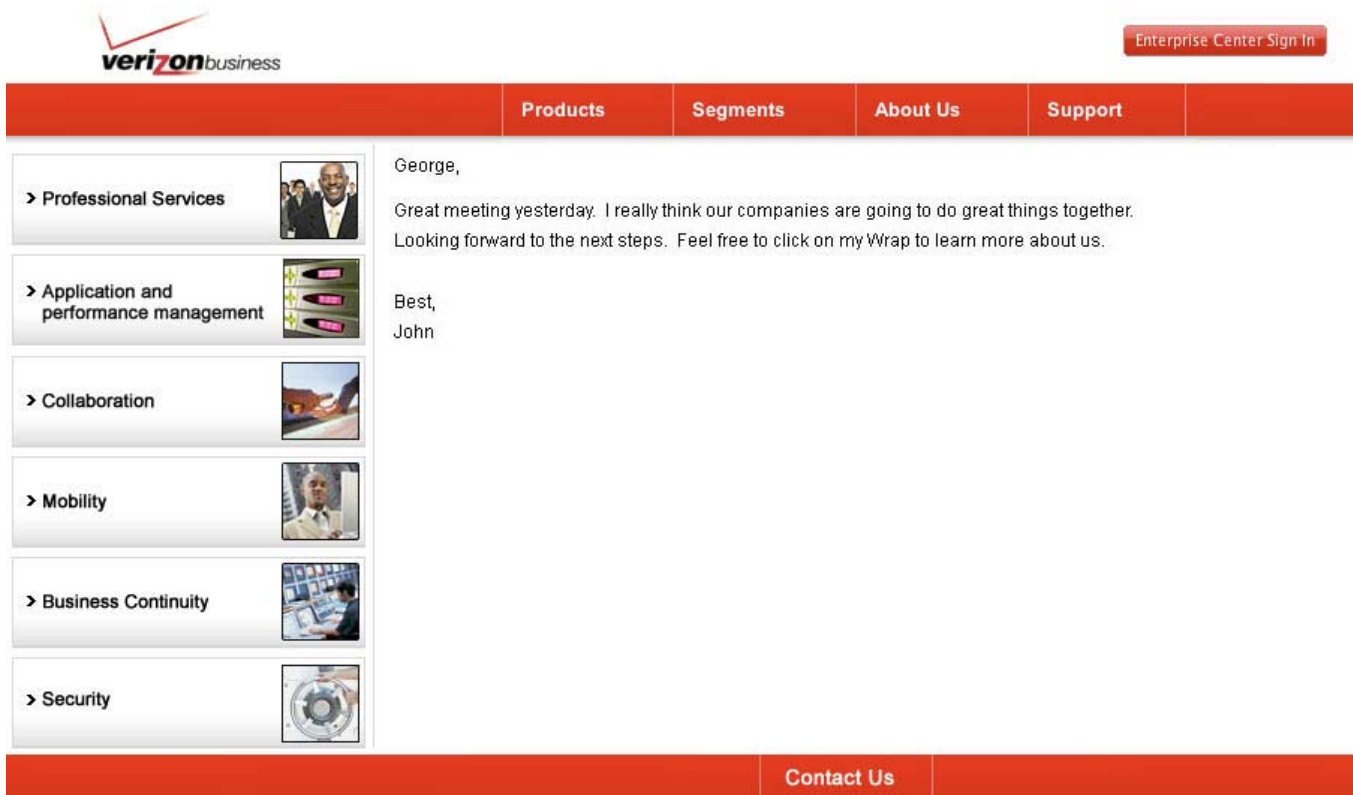 verizonbusiness
Enterprise Center Sign In
Products Segments About Us Support
> Professional Services
> Application and
performance management
> Collaboration
> Mobility
> Business Continuity
> Security
George,
Great meeting yesterday. I really think our companies are going to do great things together.
Looking forward to the next steps. Feel free to click on my Wrap to learn more about us.
Best,
John
Contact Us